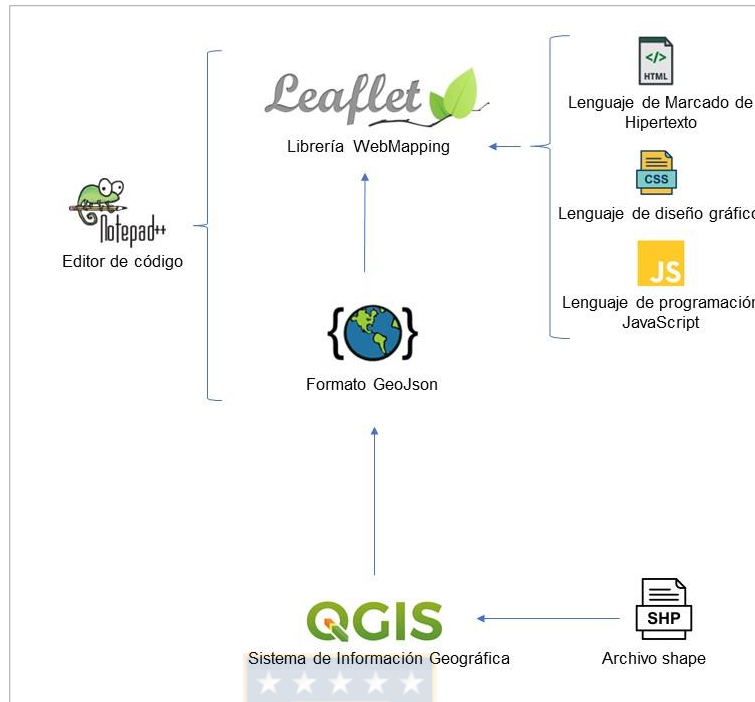 Leaflet
Librería WebMapping
HTML
Lenguaje de Marcado de
Hipertexto
CSS
Lenguaje de diseño gráfico
JS
Lenguaje de programación
JavaScript
Notepad++
Editor de código
{ }
Formato GeoJson
QGIS
Sistema de Información Geográfica
SHP
Archivo shape